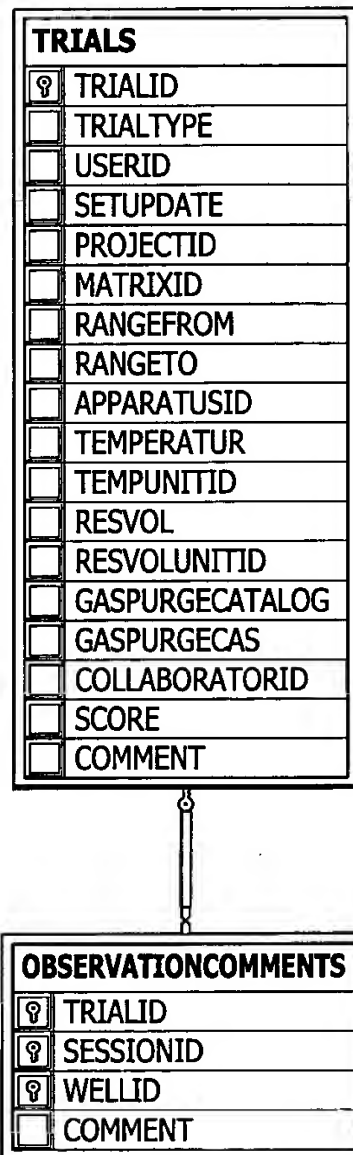 TRIALS
TRIALID
TRIALTYPE
USERID
SETUPDATE
PROJECTID
MATRIXID
RANGEFROM
RANGETO
APPARATUSID
TEMPERATUR
TEMPUNITID
RESVOL
RESVOLUNITID
GASPURGECATALOG
GASPURGECAS
COLLABORATORID
SCORE
COMMENT
OBSERVATIONCOMMENTS
TRIALID
SESSIONID
WELLID
COMMENT